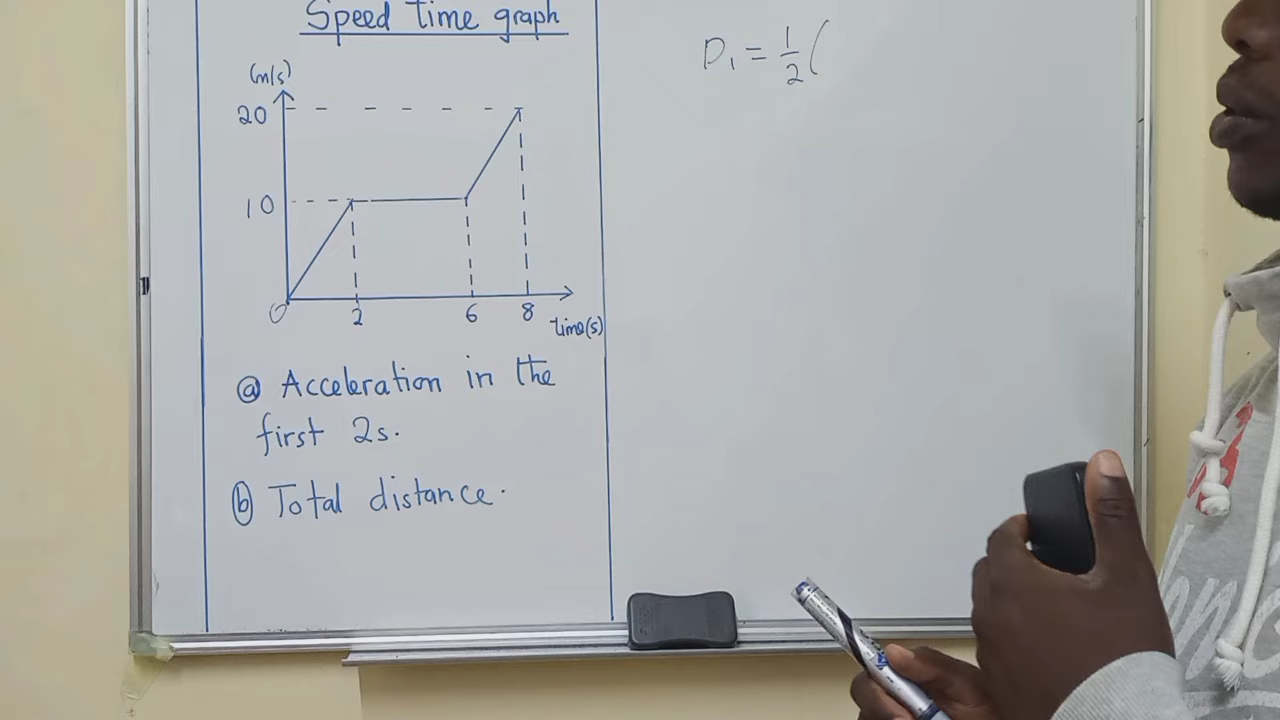 Speed time graph
(m/s)
20
10
0
2
6
8
time(s)
(a) Acceleration in the
first 2s.
(b) Total distance.
D₁ = 1/2 (